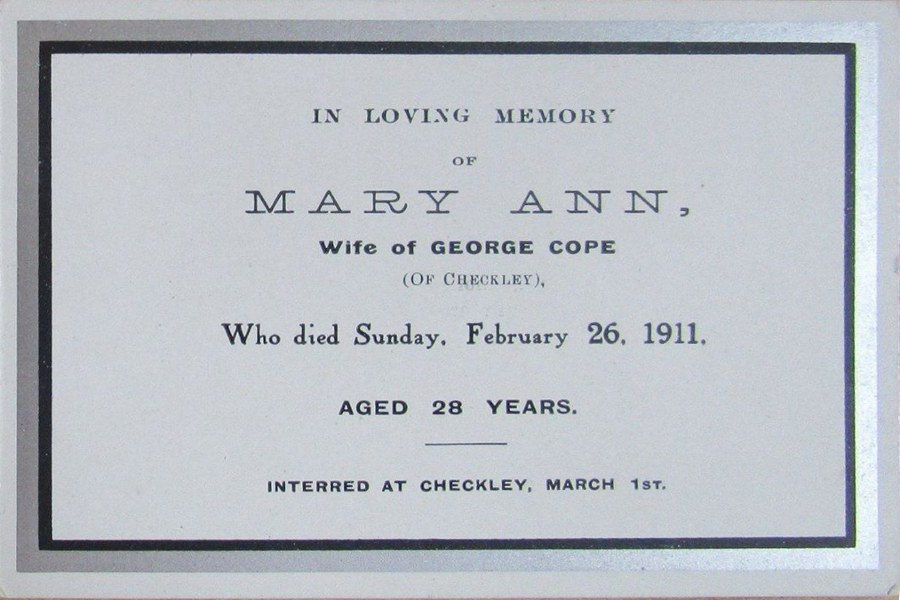 IN LOVING MEMORY
OF
MARY ANN,
Wife of GEORGE COPE
(OF CHECKLEY),
Who died Sunday, February 26, 1911.
AGED 28 YEARS.
INTERRED AT CHECKLEY, MARCH 1ST.